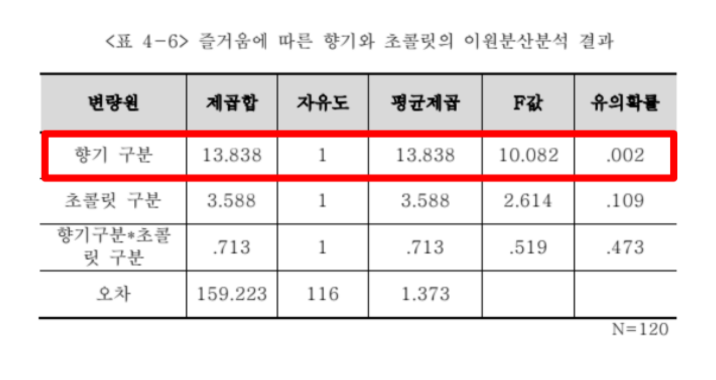 <표 4-6> 즐거움에 따른 향기와 초콜릿의 이원분산분석 결과
변량원 제곱합 자유도 평균제곱 F값 유의확률
향기 구분 13.838 1 13.838 10.082 .002
초콜릿 구분 3.588 1 3.588 2.614 .109
향기구분*초콜
릿 구분 .713 1 .713 .519 .473
오차 159.223 116 1.373
N=120